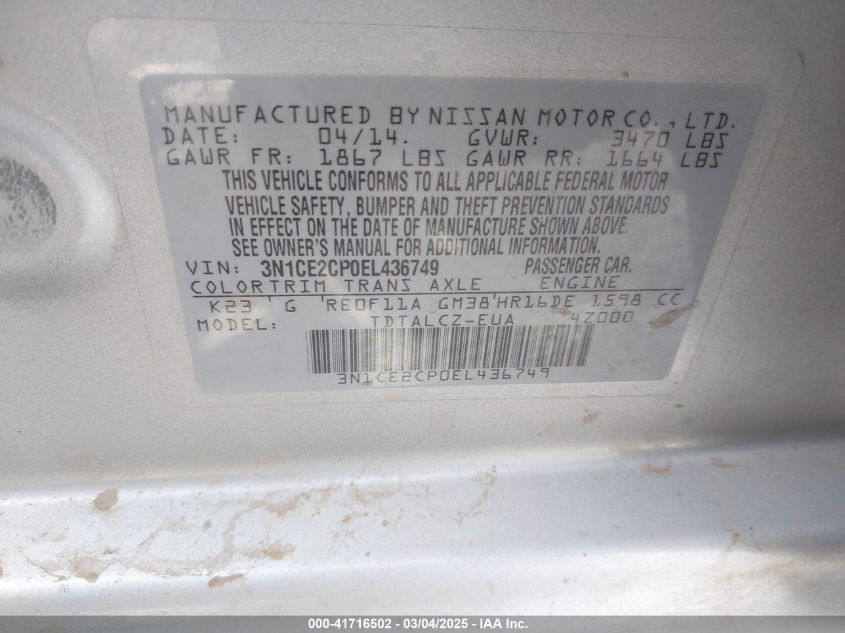 MANUFACTURED BY NISSAN MOTOR CO., LTD.
DATE: 04/14. GVWR: 3470 LBS
GAWR FR: 1867 LBS GAWR RR: 1664 LBS
THIS VEHICLE CONFORMS TO ALL APPLICABLE FEDERAL MOTOR
VEHICLE SAFETY, BUMPER AND THEFT PREVENTION STANDARDS
IN EFFECT ON THE DATE OF MANUFACTURE SHOWN ABOVE.
SEE OWNER'S MANUAL FOR ADDITIONAL INFORMATION.
VIN: 3N1CE2CP0EL436749 PASSENGER CAR.
COLOR TRIM TRANS AXLE ENGINE
K23 G RE0F11A GM38 HR16DE 1598 CC
MODEL: TDTALCZ-EUA 4Z000
3N1CE2CP0EL436749
000-41716502 - 03/04/2025 - IAA Inc.